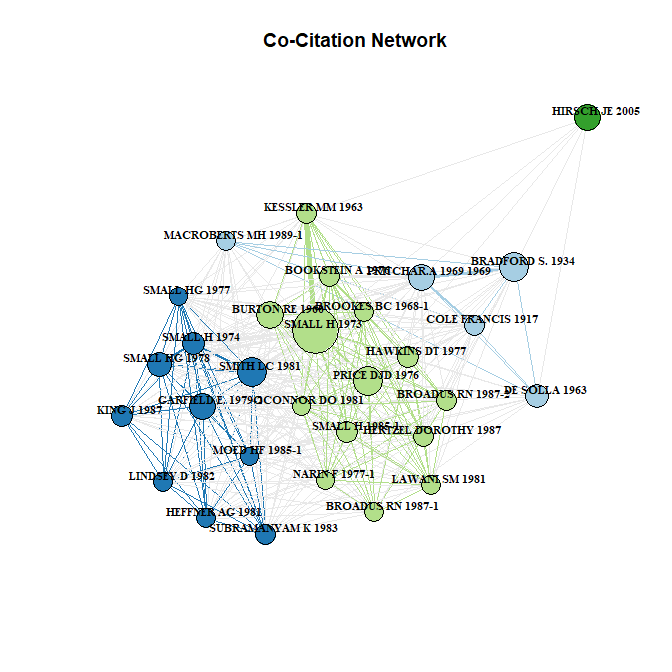 Co-Citation Network
HIRSCH JE 2005
KESSLER MM 1963
MACROBERTS MH 1989-1
BRADFORD S. 1934
BOOKSTEIN A 1976
PRITCHAR.A 1969 1969
SMALL HG 1977
BURTON RE 1960
BROOKES BC 1968-1
COLE FRANCIS 1917
SMALL H 1973
SMALL H 1974
HAWKINS DT 1977
SMALL HG 1978
SMITH LC 1981
PRICE DJD 1976
DE SOLLA 1963
BROADUS RN 1987-2
GARFIELD E. 1979-2
OCONNOR DO 1981
KING J 1987
SMALL H 1985-1
HERTZEL DOROTHY 1987
MOED HF 1985-1
LINDSEY D 1982
NARIN F 1977-1
LAWANI SM 1981
BROADUS RN 1987-1
HEFFNER AG 1981
SUBRAMANYAM K 1983